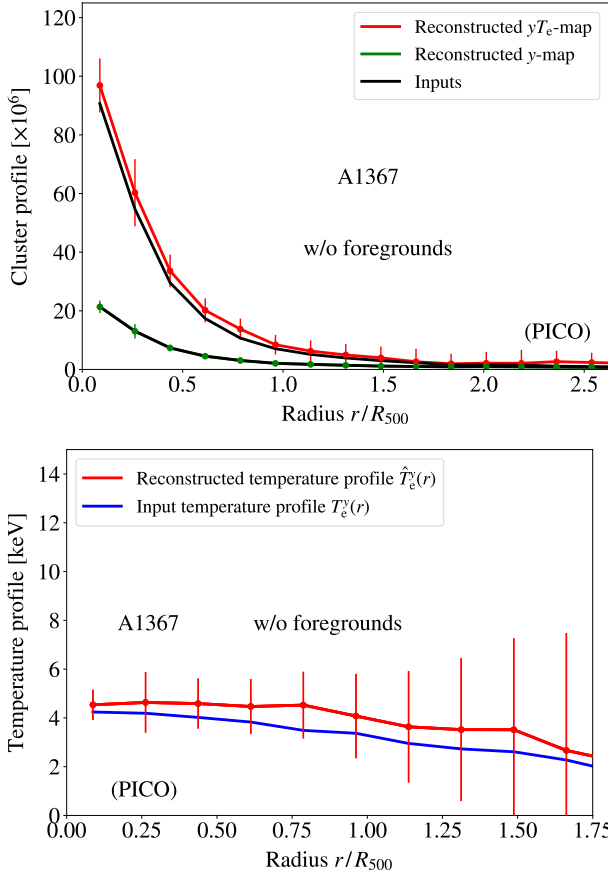 120
100
80
60
40
20
0
Cluster profile [×10⁶]
Reconstructed yTₑ-map
Reconstructed y-map
Inputs
A1367
w/o foregrounds
(PICO)
0.0 0.5 1.0 1.5 2.0 2.5
Radius r/R₅₀₀
14
12
10
8
6
4
2
0
Temperature profile [keV]
Reconstructed temperature profile T̂ₑʸ(r)
Input temperature profile Tₑʸ(r)
A1367 w/o foregrounds
(PICO)
0.00 0.25 0.50 0.75 1.00 1.25 1.50 1.75
Radius r/R₅₀₀